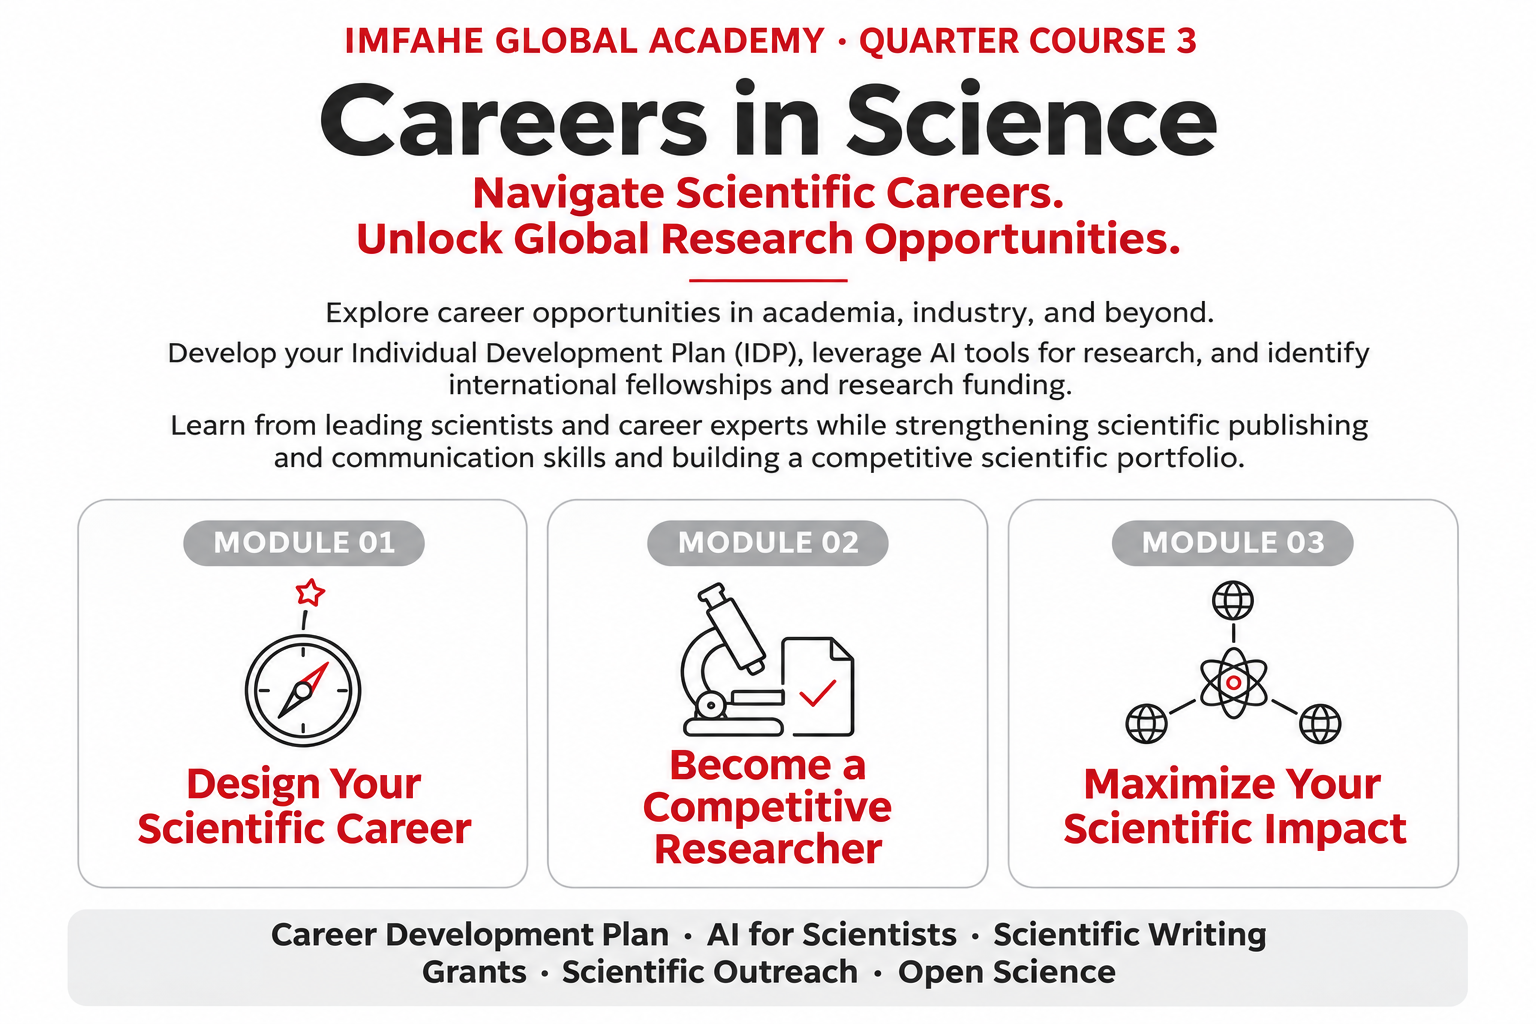 IMFAHE GLOBAL ACADEMY · QUARTER COURSE 3
Careers in Science
Navigate Scientific Careers.
Unlock Global Research Opportunities.
Explore career opportunities in academia, industry, and beyond.
Develop your Individual Development Plan (IDP), leverage AI tools for research, and identify
international fellowships and research funding.
Learn from leading scientists and career experts while strengthening scientific publishing
and communication skills and building a competitive scientific portfolio.
MODULE 01
Design Your
Scientific Career
MODULE 02
Become a
Competitive
Researcher
MODULE 03
Maximize Your
Scientific Impact
Career Development Plan · AI for Scientists · Scientific Writing
Grants · Scientific Outreach · Open Science